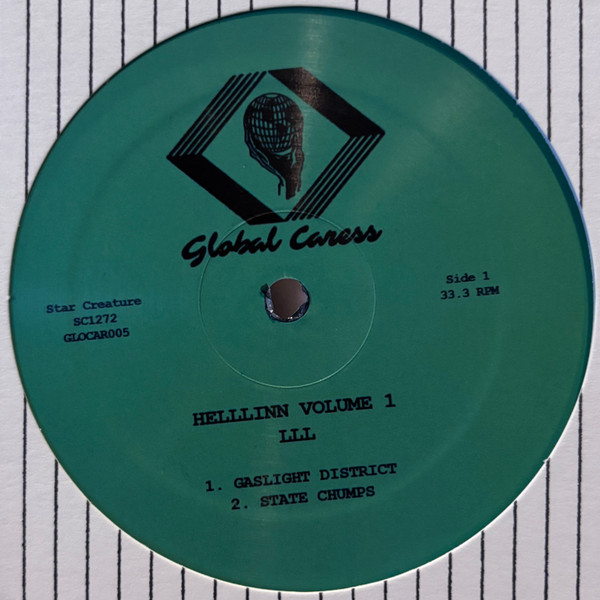 Global Caress
Star Creature
SC1272
GLOCAR005
Side 1
33.3 RPM
HELLLINN VOLUME 1
LLL
1. GASLIGHT DISTRICT
2. STATE CHUMPS